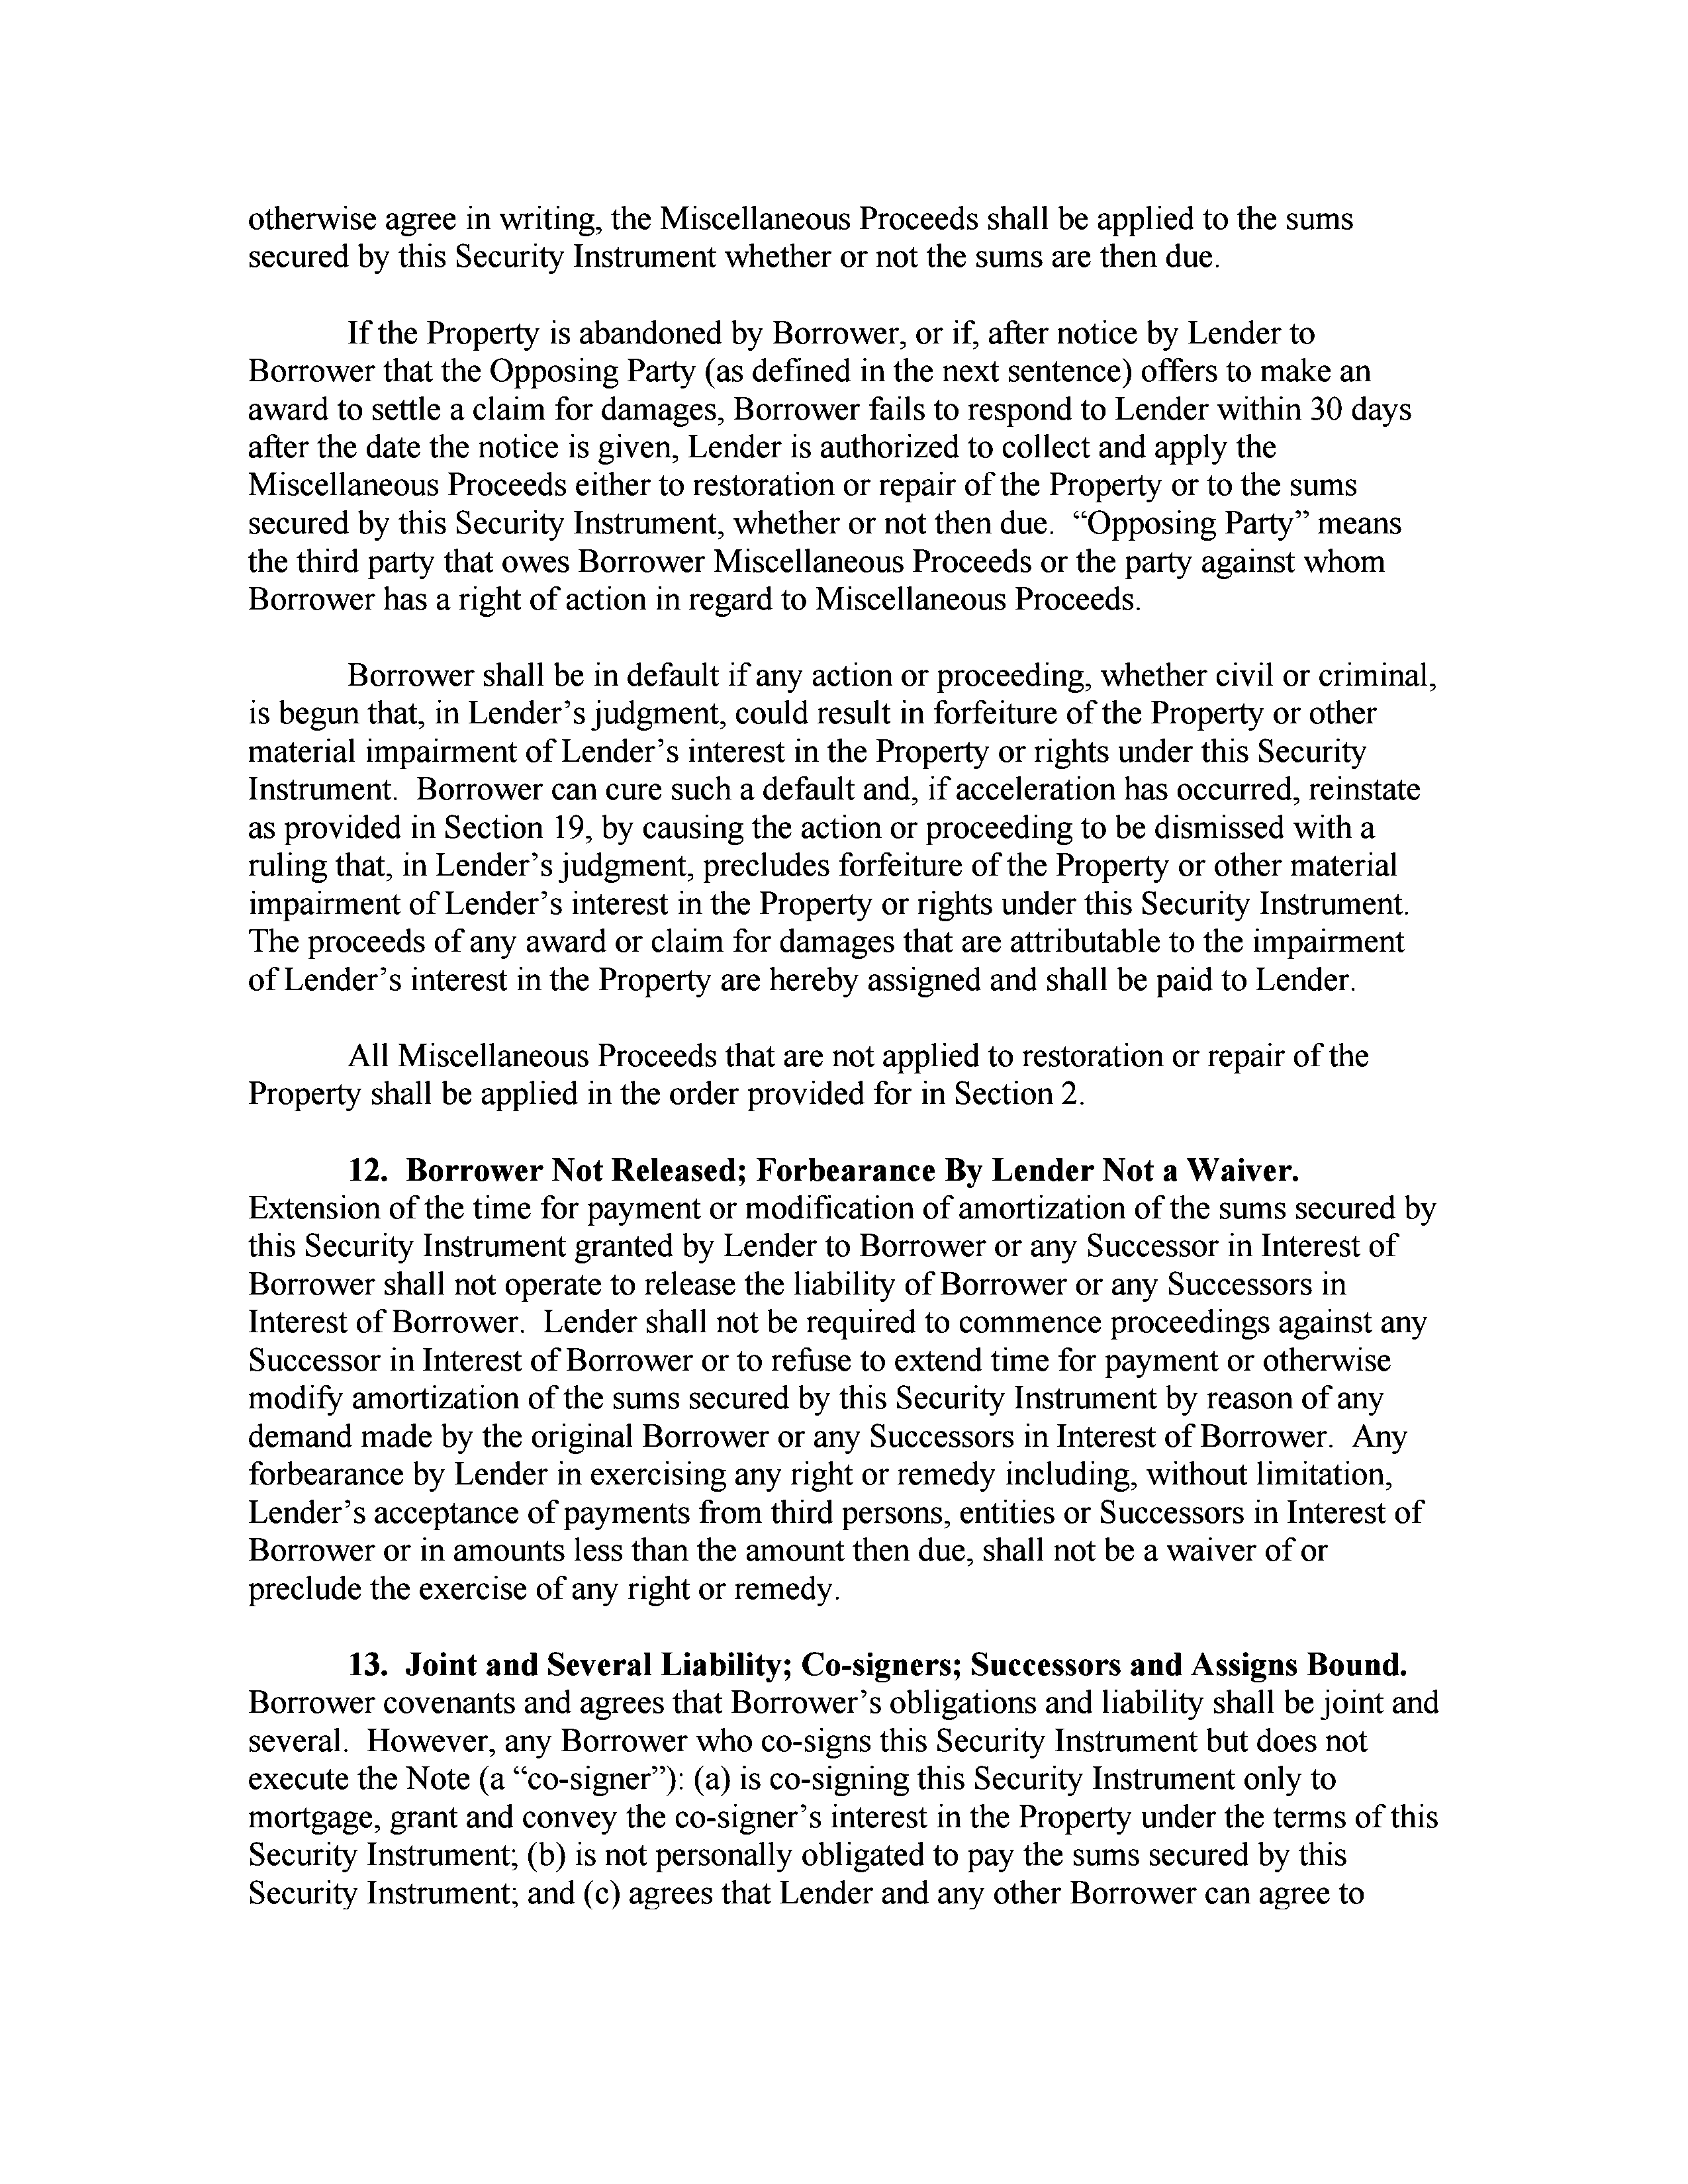 otherwise agree in writing, the Miscellaneous Proceeds shall be applied to the sums
secured by this Security Instrument whether or not the sums are then due.
If the Property is abandoned by Borrower, or if, after notice by Lender to
Borrower that the Opposing Party (as defined in the next sentence) offers to make an
award to settle a claim for damages, Borrower fails to respond to Lender within 30 days
after the date the notice is given, Lender is authorized to collect and apply the
Miscellaneous Proceeds either to restoration or repair of the Property or to the sums
secured by this Security Instrument, whether or not then due.  “Opposing Party” means
the third party that owes Borrower Miscellaneous Proceeds or the party against whom
Borrower has a right of action in regard to Miscellaneous Proceeds.
Borrower shall be in default if any action or proceeding, whether civil or criminal,
is begun that, in Lender’s judgment, could result in forfeiture of the Property or other
material impairment of Lender’s interest in the Property or rights under this Security
Instrument.  Borrower can cure such a default and, if acceleration has occurred, reinstate
as provided in Section 19, by causing the action or proceeding to be dismissed with a
ruling that, in Lender’s judgment, precludes forfeiture of the Property or other material
impairment of Lender’s interest in the Property or rights under this Security Instrument.
The proceeds of any award or claim for damages that are attributable to the impairment
of Lender’s interest in the Property are hereby assigned and shall be paid to Lender.
All Miscellaneous Proceeds that are not applied to restoration or repair of the
Property shall be applied in the order provided for in Section 2.
12.  Borrower Not Released; Forbearance By Lender Not a Waiver.
Extension of the time for payment or modification of amortization of the sums secured by
this Security Instrument granted by Lender to Borrower or any Successor in Interest of
Borrower shall not operate to release the liability of Borrower or any Successors in
Interest of Borrower.  Lender shall not be required to commence proceedings against any
Successor in Interest of Borrower or to refuse to extend time for payment or otherwise
modify amortization of the sums secured by this Security Instrument by reason of any
demand made by the original Borrower or any Successors in Interest of Borrower.  Any
forbearance by Lender in exercising any right or remedy including, without limitation,
Lender’s acceptance of payments from third persons, entities or Successors in Interest of
Borrower or in amounts less than the amount then due, shall not be a waiver of or
preclude the exercise of any right or remedy.
13.  Joint and Several Liability; Co-signers; Successors and Assigns Bound.
Borrower covenants and agrees that Borrower’s obligations and liability shall be joint and
several.  However, any Borrower who co-signs this Security Instrument but does not
execute the Note (a “co-signer”): (a) is co-signing this Security Instrument only to
mortgage, grant and convey the co-signer’s interest in the Property under the terms of this
Security Instrument; (b) is not personally obligated to pay the sums secured by this
Security Instrument; and (c) agrees that Lender and any other Borrower can agree to